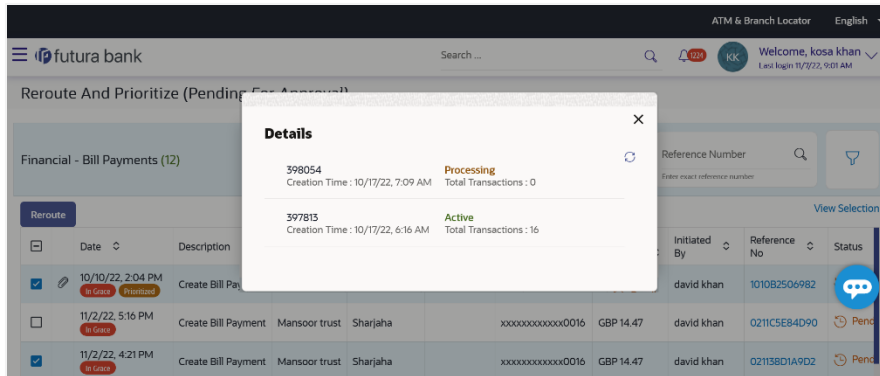 ATM & Branch Locator English
futura bank Search ... 1224 KK Welcome, kosa khan
Last login 11/7/22, 9:01 AM
Reroute And Prioritize (Pending For Approval)
Details
Financial - Bill Payments (12)
Reference Number
Enter exact reference number
398054 Processing
Creation Time : 10/17/22, 7:09 AM Total Transactions : 0
397813 Active
Creation Time : 10/17/22, 6:16 AM Total Transactions : 16
Reroute View Selection
Date Description Initiated By Reference No Status
10/10/22, 2:04 PM Create Bill Pay david khan 1010B2506982
In Grace Prioritized
11/2/22, 5:16 PM Create Bill Payment Mansoor trust Sharjaha xxxxxxxxxxxx0016 GBP 14.47 david khan 0211C5E84D90 Pend
In Grace
11/2/22, 4:21 PM Create Bill Payment Mansoor trust Sharjaha xxxxxxxxxxxx0016 GBP 14.47 david khan 02113BD1A9D2 Pend
In Grace